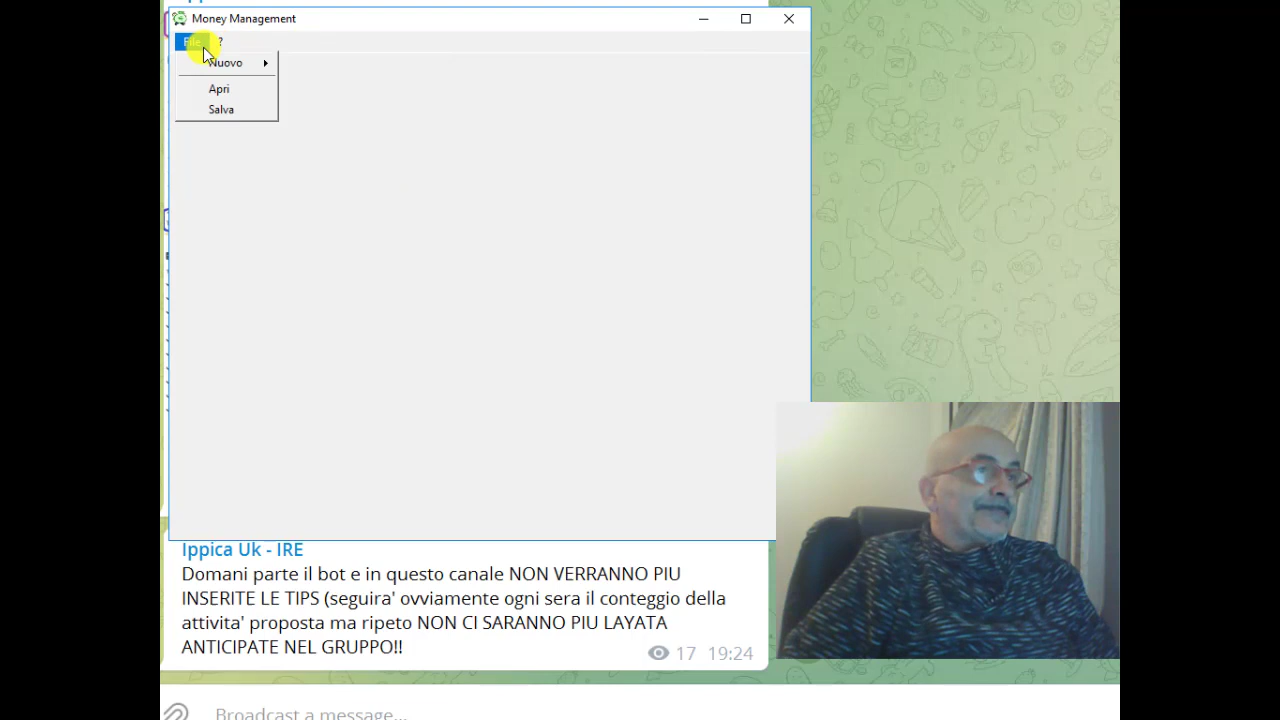 Money Management
File ?
Nuovo
Apri
Salva
Ippica Uk - IRE
Domani parte il bot e in questo canale NON VERRANNO PIU
INSERITE LE TIPS (seguira' ovviamente ogni sera il conteggio della
attivita' proposta ma ripeto NON CI SARANNO PIU LAYATA
ANTICIPATE NEL GRUPPO!!
17 19:24
Broadcast a message...